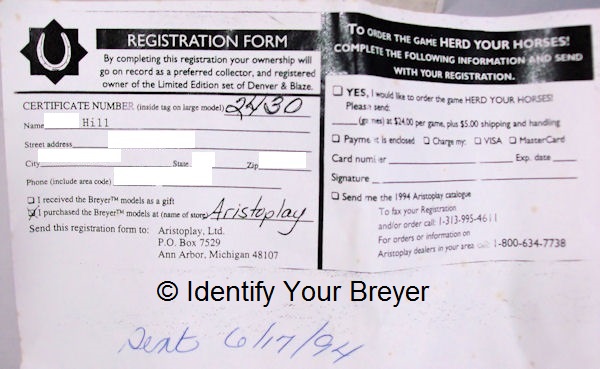 REGISTRATION FORM
By completing this registration your ownership will
go on record as a preferred collector, and registered
owner of the Limited Edition set of Denver & Blaze.
CERTIFICATE NUMBER (inside tag on large model) 2430
Name Hill
Street address
City State Zip
Phone (include area code)
I received the Breyer™ models as a gift
I purchased the Breyer™ models at (name of store) Aristoplay
Send this registration form to: Aristoplay, Ltd.
P.O. Box 7529
Ann Arbor, Michigan 48107
TO ORDER THE GAME HERD YOUR HORSES!
COMPLETE THE FOLLOWING INFORMATION AND SEND
WITH YOUR REGISTRATION.
YES, I would like to order the game HERD YOUR HORSES!
Please send:
(games) at $24.00 per game, plus $5.00 shipping and handling
Payment is enclosed Charge my: VISA MasterCard
Card number Exp. date
Signature
Send me the 1994 Aristoplay catalogue
To fax your Registration
and/or order call: 1-313-995-4611
For orders or information on
Aristoplay dealers in your area call: 1-800-634-7738
© Identify Your Breyer
Sent 6/17/94